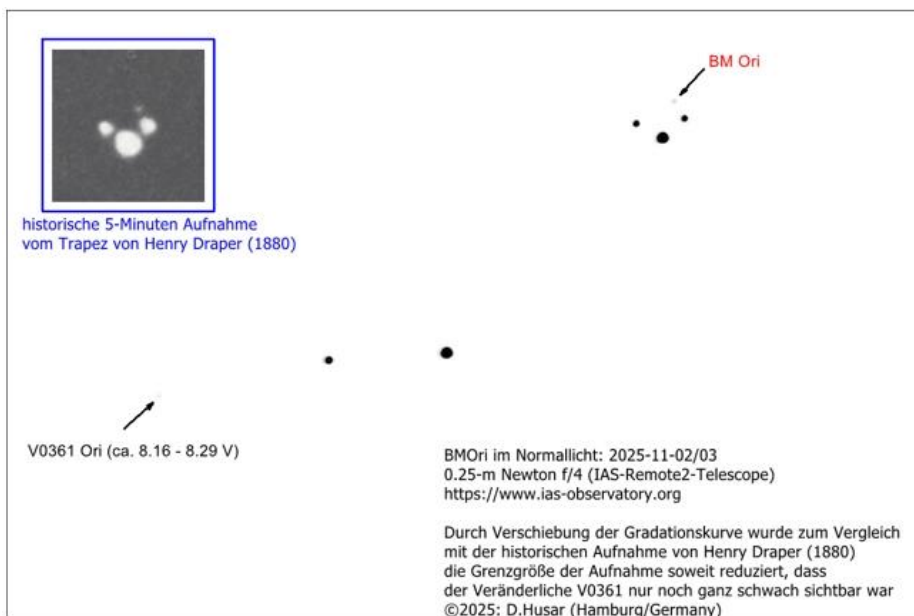 BM Ori
historische 5-Minuten Aufnahme
vom Trapez von Henry Draper (1880)
V0361 Ori (ca. 8.16 - 8.29 V)
BMOri im Normallicht: 2025-11-02/03
0.25-m Newton f/4 (IAS-Remote2-Telescope)
https://www.ias-observatory.org
Durch Verschiebung der Gradationskurve wurde zum Vergleich
mit der historischen Aufnahme von Henry Draper (1880)
die Grenzgröße der Aufnahme soweit reduziert, dass
der Veränderliche V0361 nur noch ganz schwach sichtbar war
©2025: D.Husar (Hamburg/Germany)